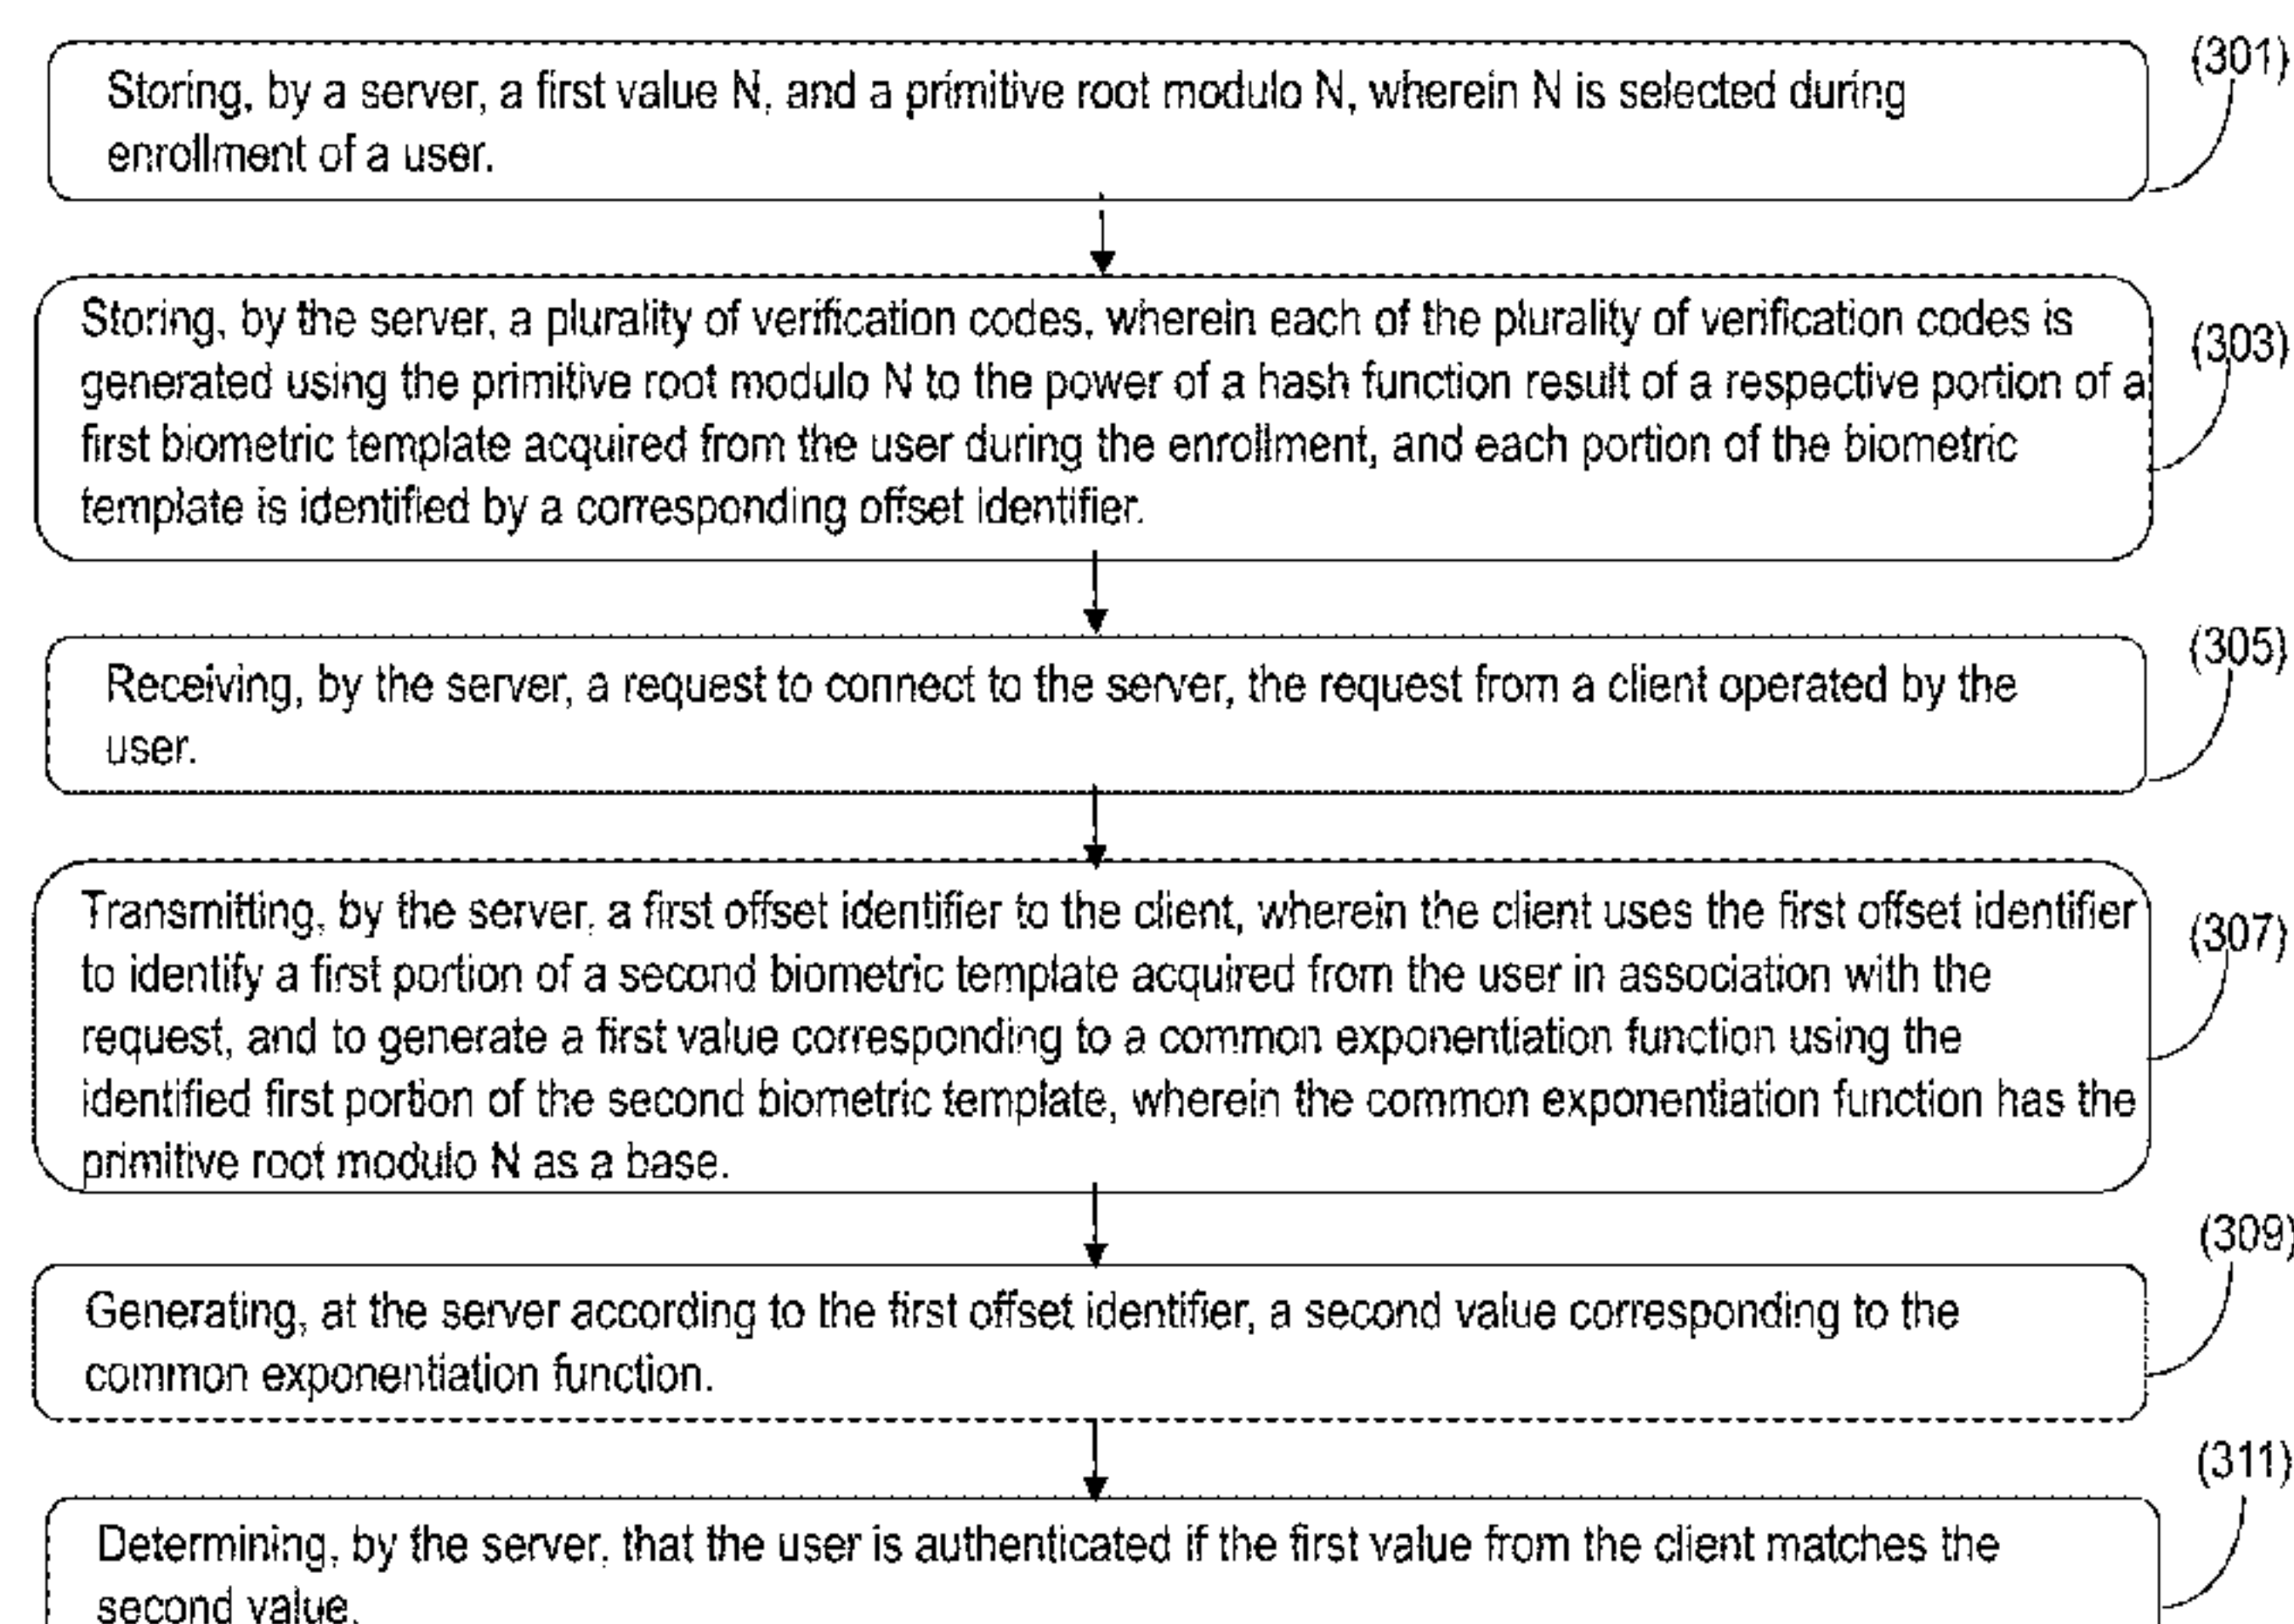 (301)
Storing, by a server, a first value N, and a primitive root modulo N, wherein N is selected during
enrollment of a user.
(303)
Storing, by the server, a plurality of verification codes, wherein each of the plurality of verification codes is
generated using the primitive root modulo N to the power of a hash function result of a respective portion of a
first biometric template acquired from the user during the enrollment, and each portion of the biometric
template is identified by a corresponding offset identifier.
(305)
Receiving, by the server, a request to connect to the server, the request from a client operated by the
user.
(307)
Transmitting, by the server, a first offset identifier to the client, wherein the client uses the first offset identifier
to identify a first portion of a second biometric template acquired from the user in association with the
request, and to generate a first value corresponding to a common exponentiation function using the
identified first portion of the second biometric template, wherein the common exponentiation function has the
primitive root modulo N as a base.
(309)
Generating, at the server according to the first offset identifier, a second value corresponding to the
common exponentiation function.
(311)
Determining, by the server, that the user is authenticated if the first value from the client matches the
second value.